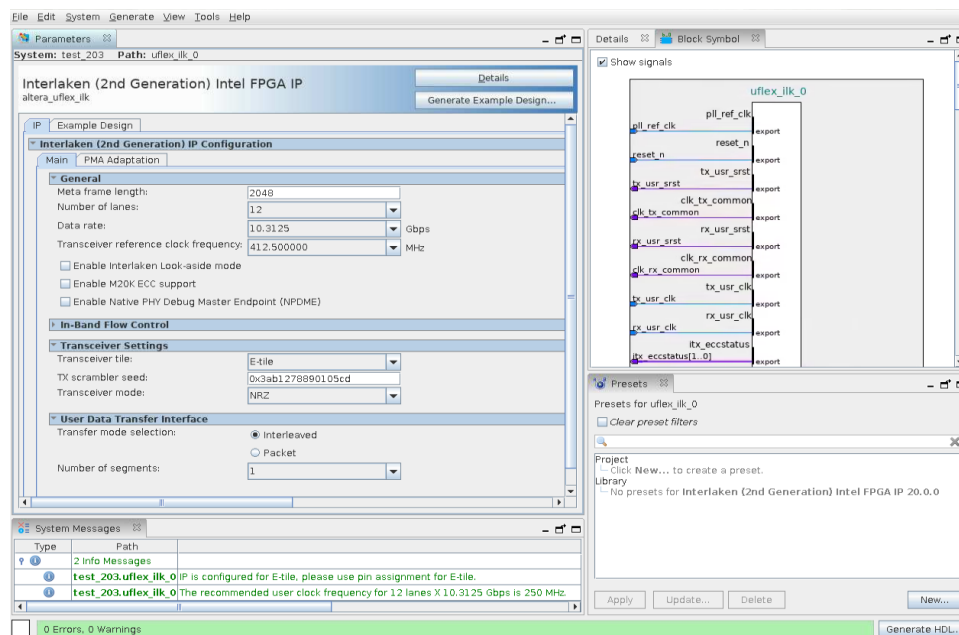 File Edit System Generate View Tools Help
Parameters
System: test_203 Path: uflex_ilk_0
Interlaken (2nd Generation) Intel FPGA IP
altera_uflex_ilk
Details
Generate Example Design...
IP Example Design
Interlaken (2nd Generation) IP Configuration
Main PMA Adaptation
General
Meta frame length: 2048
Number of lanes: 12
Data rate: 10.3125 Gbps
Transceiver reference clock frequency: 412.500000 MHz
Enable Interlaken Look-aside mode
Enable M20K ECC support
Enable Native PHY Debug Master Endpoint (NPDME)
In-Band Flow Control
Transceiver Settings
Transceiver tile: E-tile
TX scrambler seed: 0x3ab1278890105cd
Transceiver mode: NRZ
User Data Transfer Interface
Transfer mode selection: Interleaved
Packet
Number of segments: 1
System Messages
Type Path
2 Info Messages
test_203.uflex_ilk_0 IP is configured for E-tile, please use pin assignment for E-tile.
test_203.uflex_ilk_0 The recommended user clock frequency for 12 lanes X 10.3125 Gbps is 250 MHz.
0 Errors, 0 Warnings
Details Block Symbol
Show signals
uflex_ilk_0
pll_ref_clk
pll_ref_clk export
reset_n
reset_n export
tx_usr_srst
tx_usr_srst export
clk_tx_common
clk_tx_common export
rx_usr_srst
rx_usr_srst export
clk_rx_common
clk_rx_common export
tx_usr_clk
tx_usr_clk export
rx_usr_clk
rx_usr_clk export
itx_eccstatus
itx_eccstatus[1..0] export
Presets
Presets for uflex_ilk_0
Clear preset filters
Project
Click New... to create a preset.
Library
No presets for Interlaken (2nd Generation) Intel FPGA IP 20.0.0
Apply Update... Delete New...
Generate HDL..